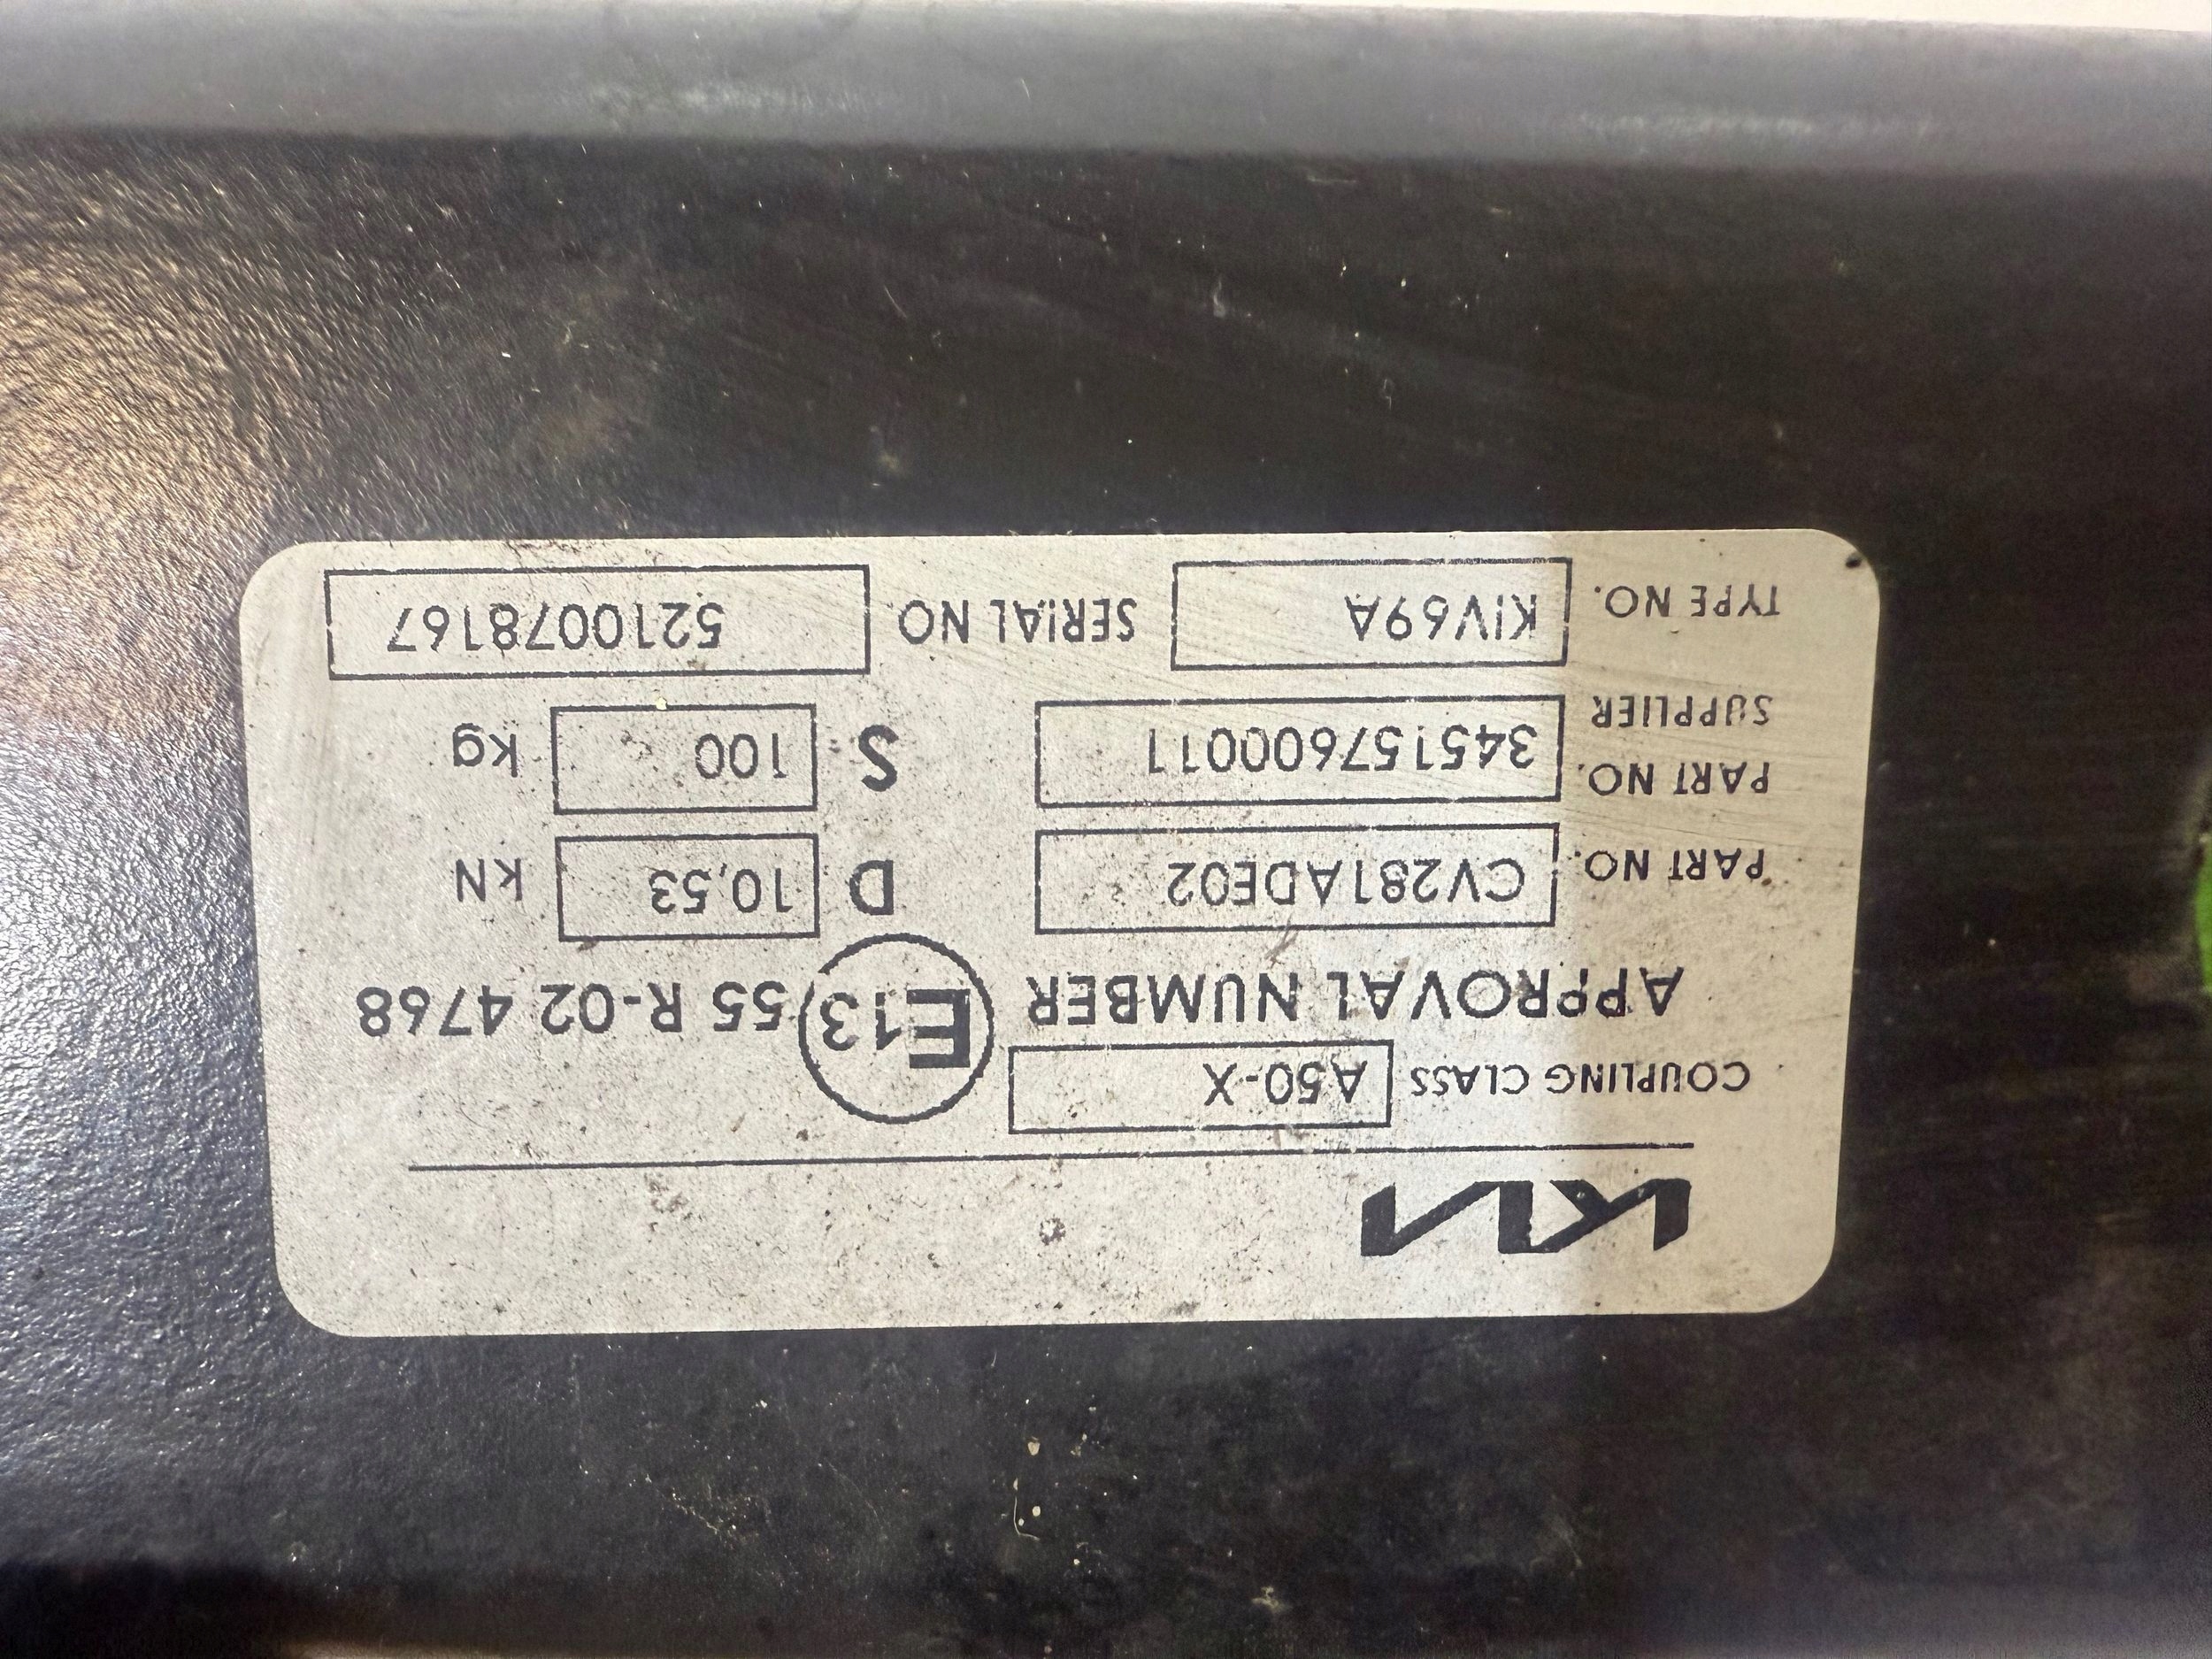 KIA
COUPLING CLASS A50-X
APPROVAL NUMBER E13 55 R-02 4768
PART NO. CV281ADE02 D 10,53 kN
PART NO. SUPPLIER 345157600011 S 100 kg
TYPE NO. KIV69A SERIAL NO 5210078167